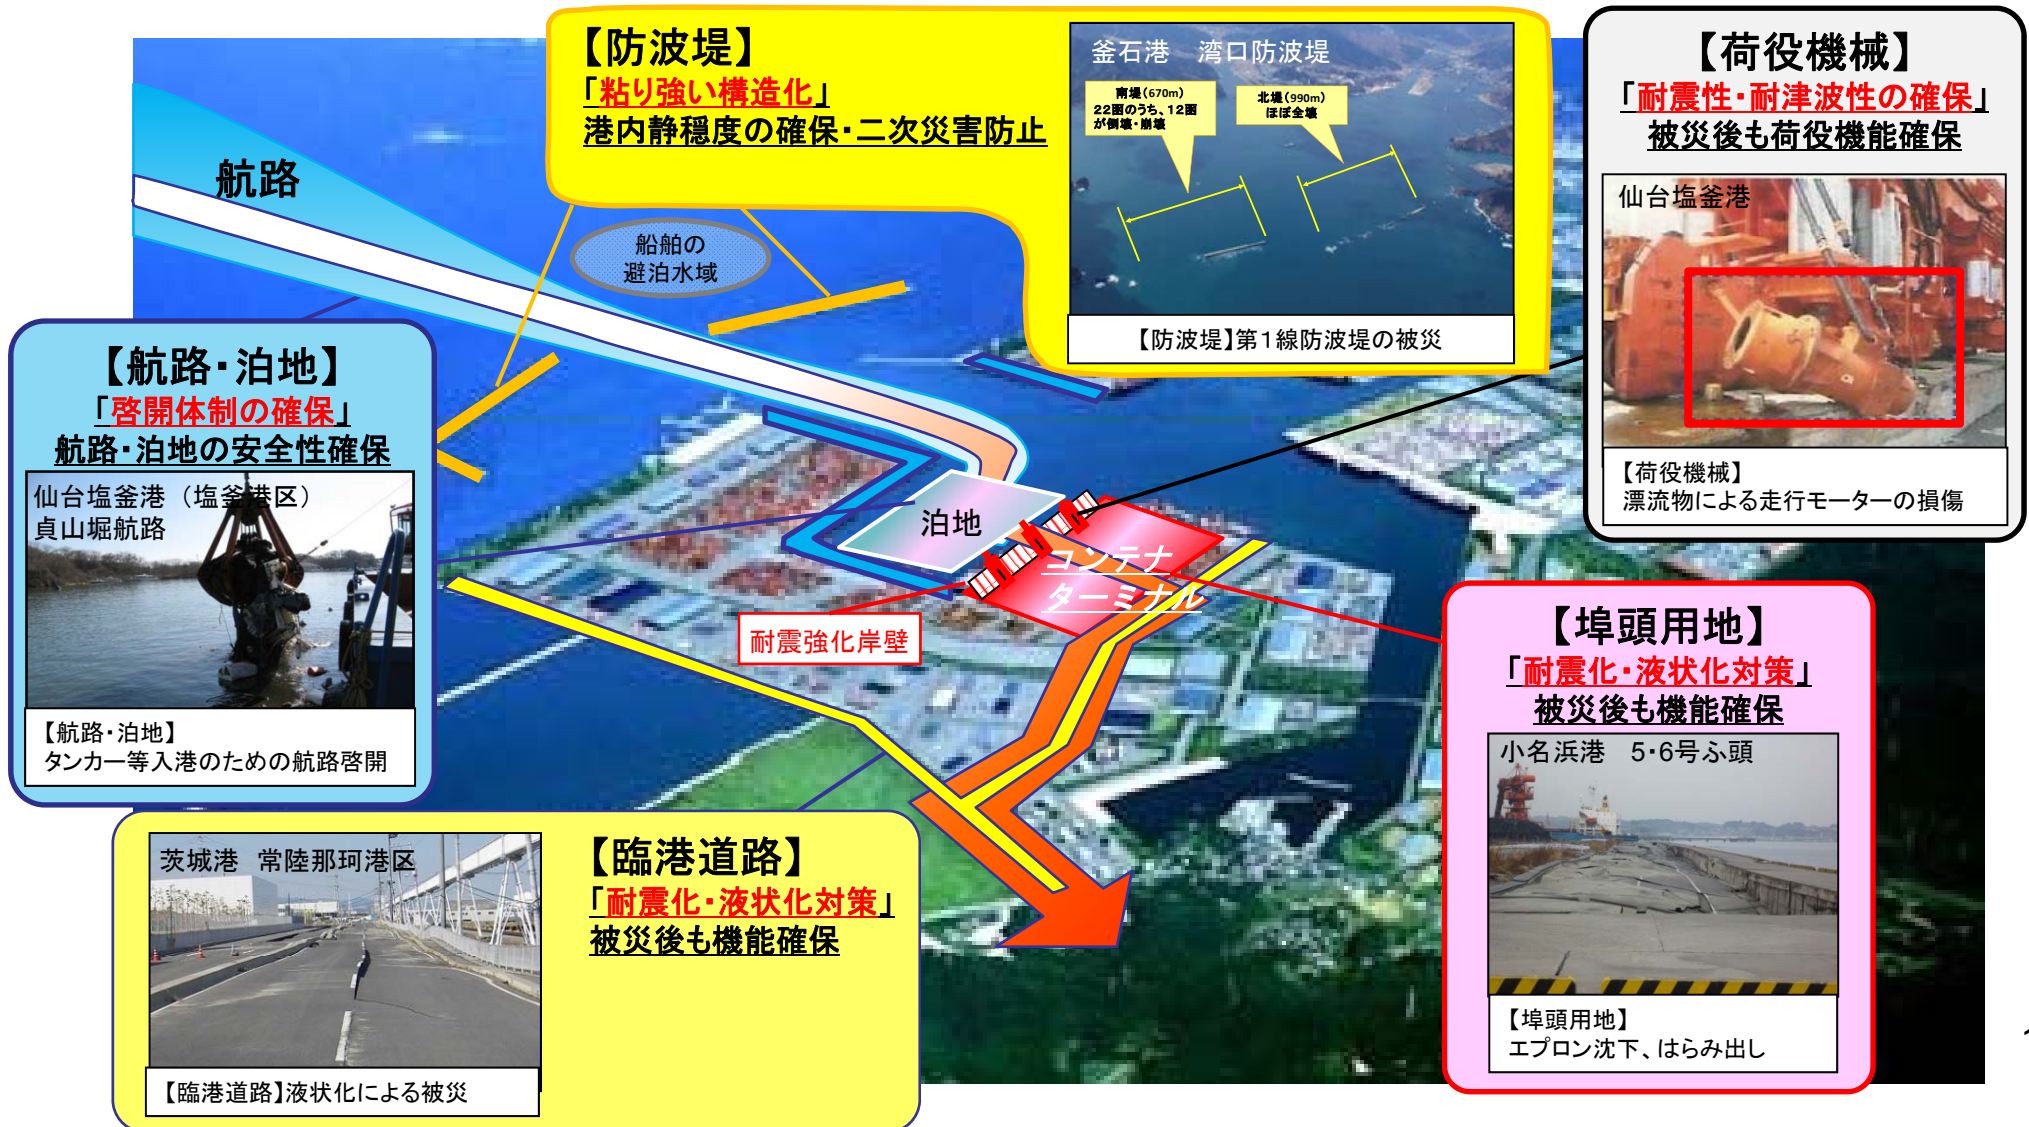 【防波堤】
「粘り強い構造化」
港内静穏度の確保・二次災害防止
釜石港　湾口防波堤
南堤(670m)
22函のうち、12函
が倒壊・崩壊
北堤(990m)
ほぼ全壊
【防波堤】第1線防波堤の被災
【荷役機械】
「耐震性・耐津波性の確保」
被災後も荷役機能確保
仙台塩釜港
【荷役機械】
漂流物による走行モーターの損傷
航路
船舶の
避泊水域
【航路・泊地】
「啓開体制の確保」
航路・泊地の安全性確保
仙台塩釜港（塩釜港区）
貞山堀航路
【航路・泊地】
タンカー等入港のための航路啓開
泊地
コンテナ
ターミナル
耐震強化岸壁
【埠頭用地】
「耐震化・液状化対策」
被災後も機能確保
小名浜港　5・6号ふ頭
【埠頭用地】
エプロン沈下、はらみ出し
茨城港　常陸那珂港区
【臨港道路】液状化による被災
【臨港道路】
「耐震化・液状化対策」
被災後も機能確保